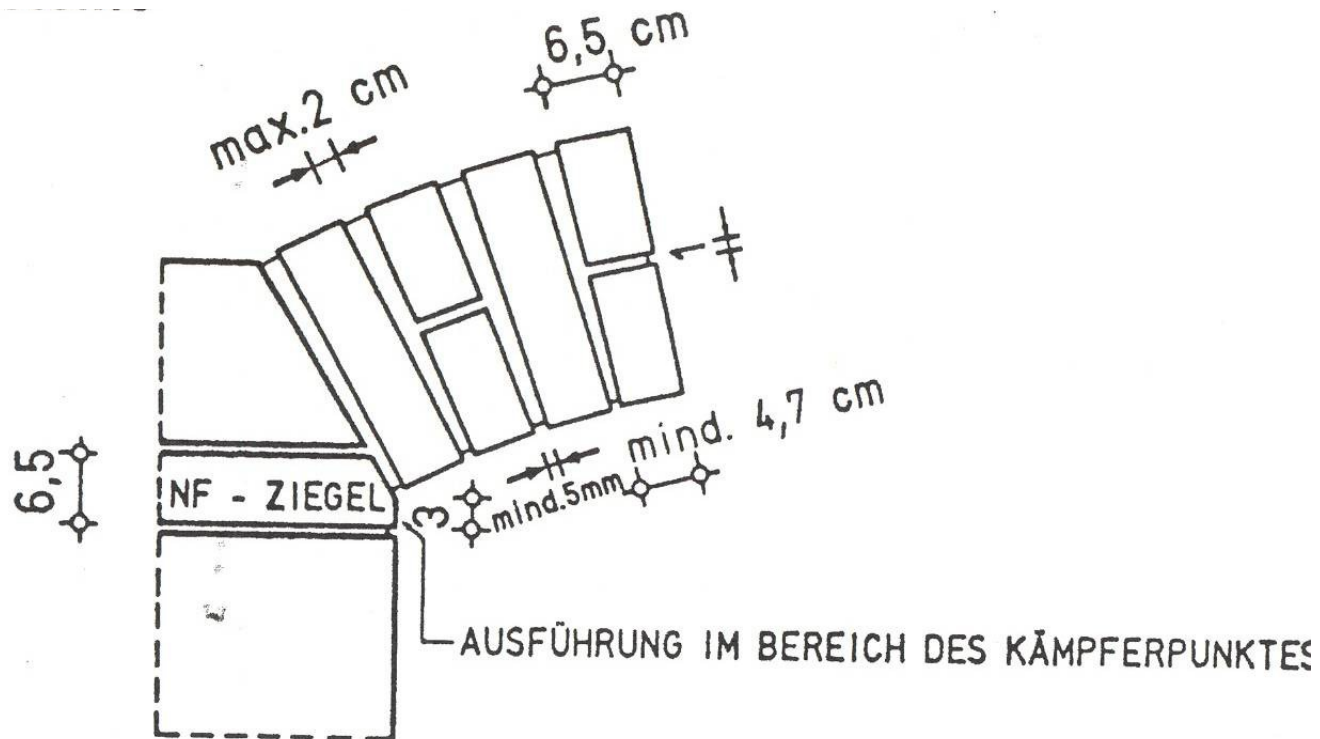 6,5 cm
max.2 cm
1
mind. 4,7 cm
mind.5mm
6,5
NF - ZIEGEL
3
AUSFÜHRUNG IM BEREICH DES KÄMPFERPUNKTES